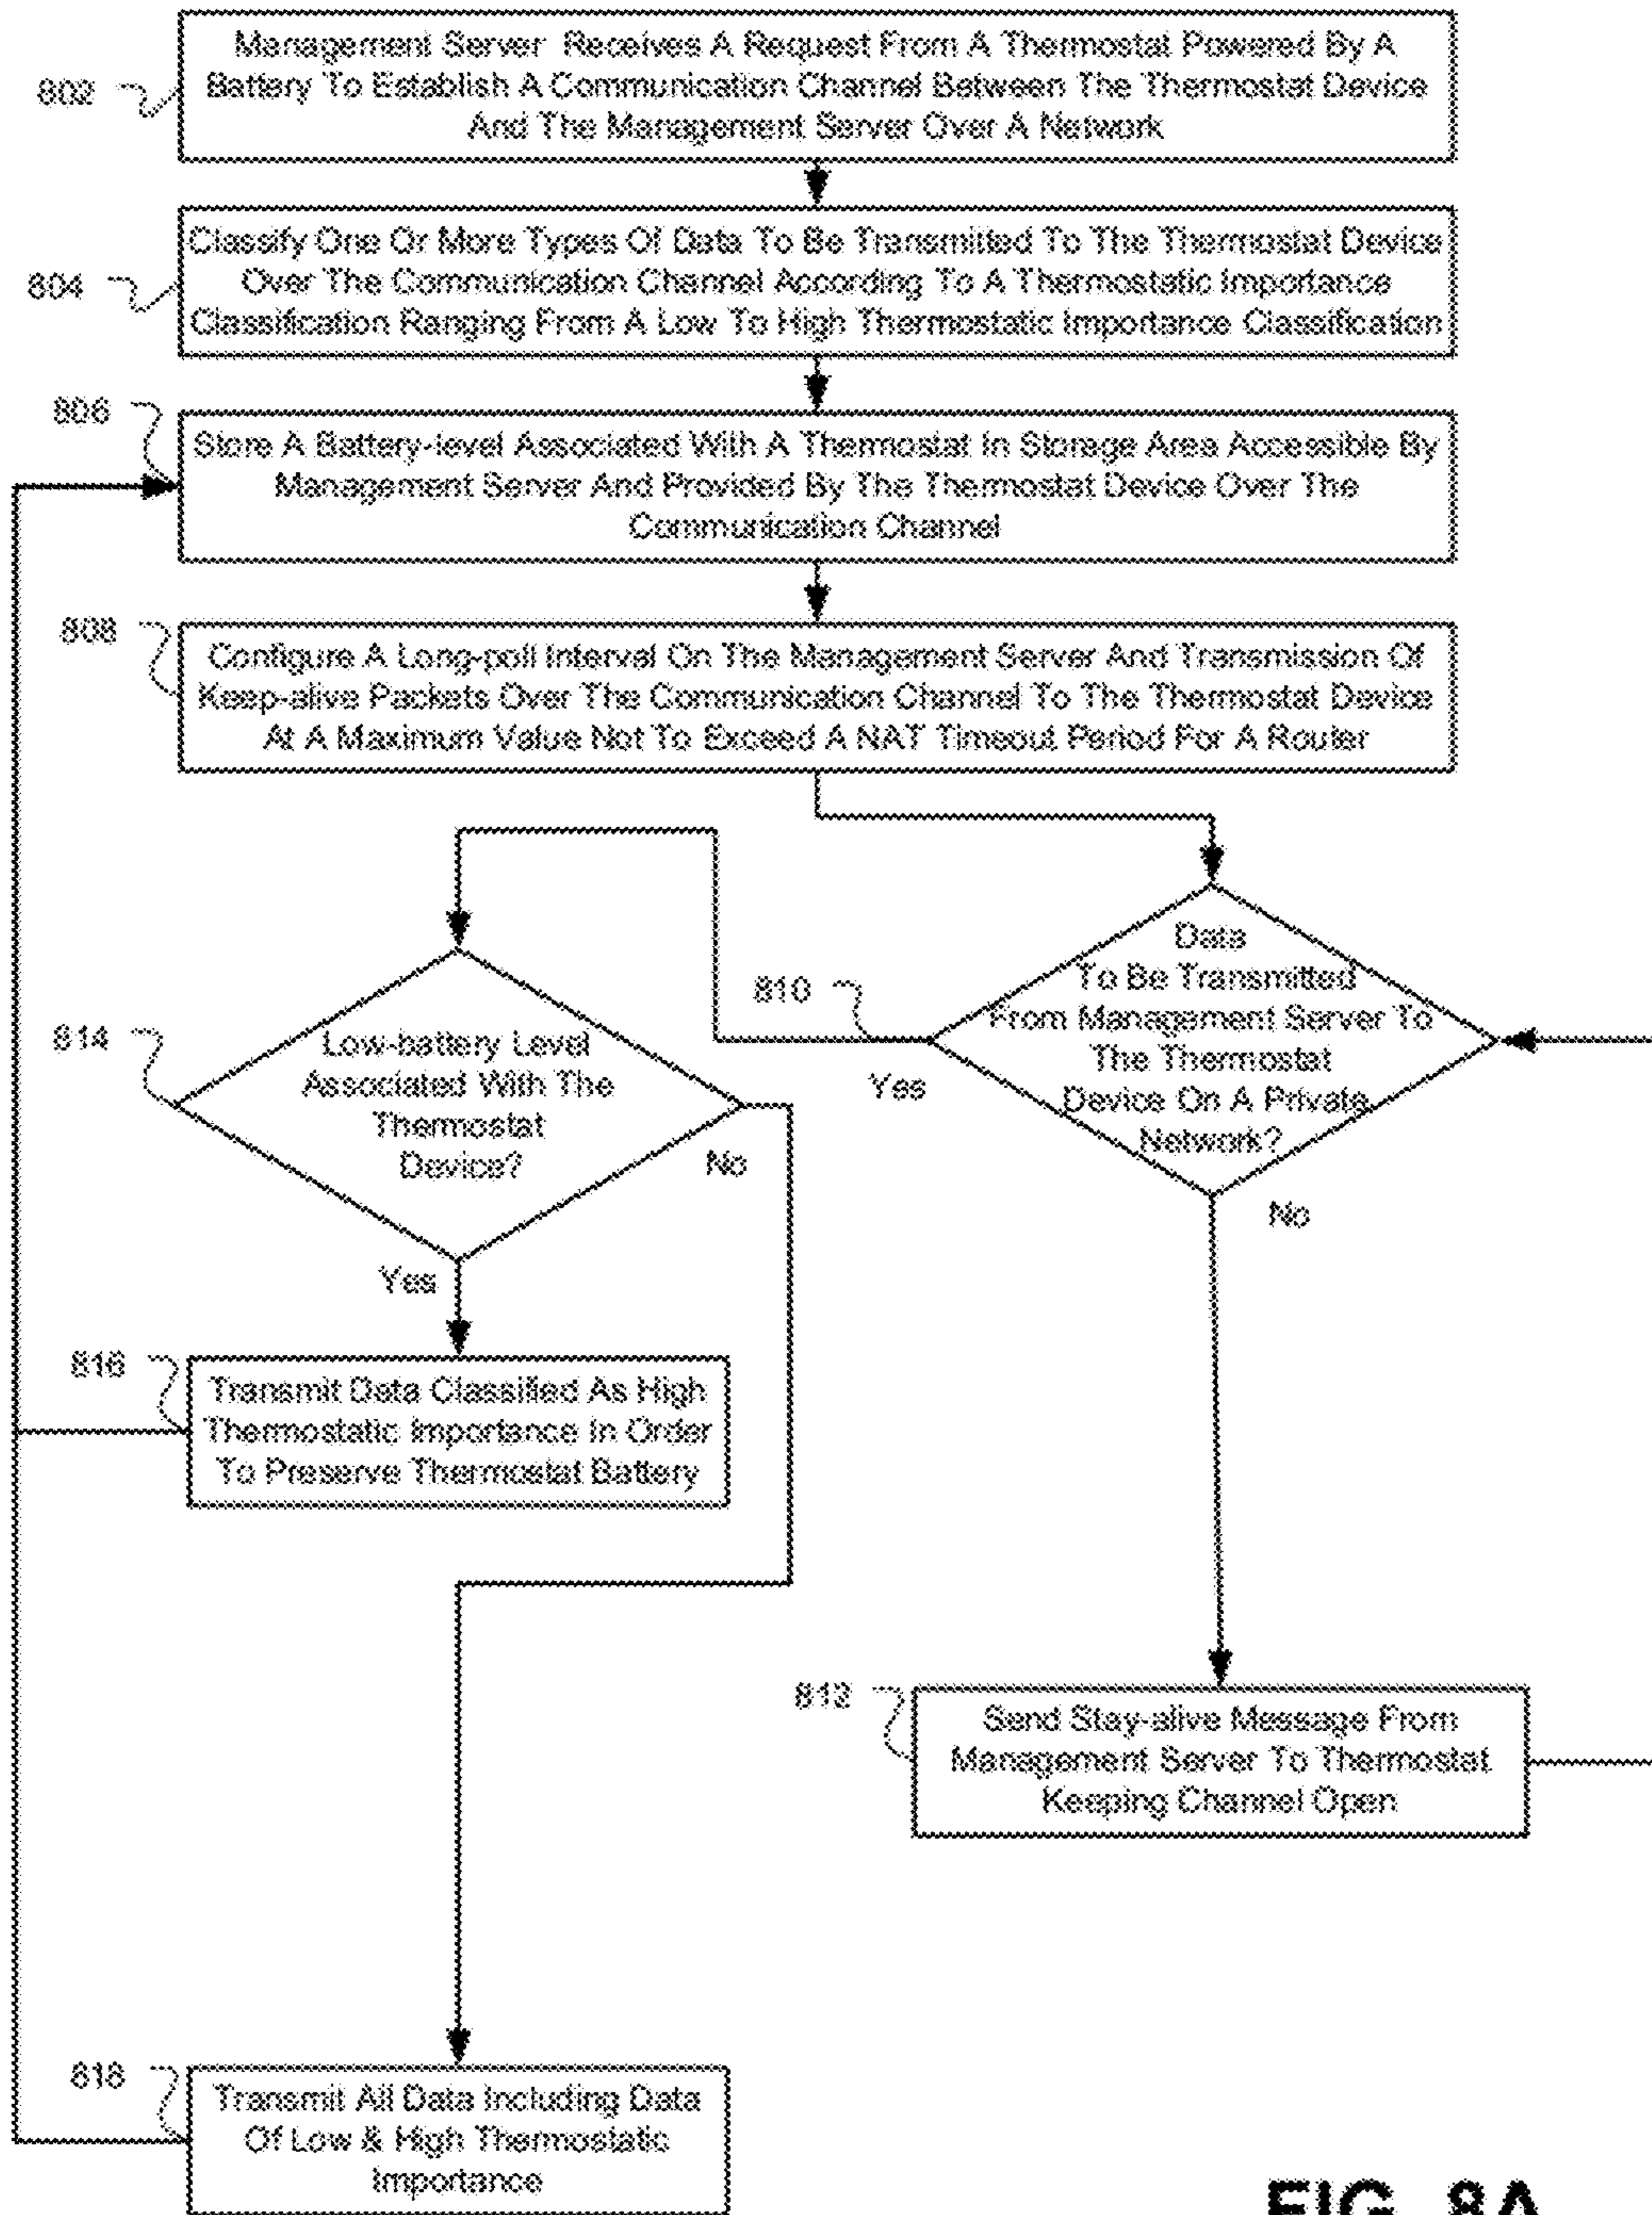 802
Management Server Receives A Request From A Thermostat Powered By A
Battery To Establish A Communication Channel Between The Thermostat Device
And The Management Server Over A Network
804
Classify One Or More Types Of Data To Be Transmitted To The Thermostat Device
Over The Communication Channel According To A Thermostatic Importance
Classification Ranging From A Low To High Thermostatic Importance Classification
806
Store A Battery-level Associated With A Thermostat In Storage Area Accessible By
Management Server And Provided By The Thermostat Device Over The
Communication Channel
808
Configure A Long-poll Interval On The Management Server And Transmission Of
Keep-alive Packets Over The Communication Channel To The Thermostat Device
At A Maximum Value Not To Exceed A NAT Timeout Period For A Router
810
Data
To Be Transmitted
From Management Server To
The Thermostat
Device On A Private
Network?
Yes
No
814
Low-battery Level
Associated With The
Thermostat
Device?
No
Yes
816
Transmit Data Classified As High
Thermostatic Importance In Order
To Preserve Thermostat Battery
812
Send Stay-alive Message From
Management Server To Thermostat
Keeping Channel Open
818
Transmit All Data Including Data
Of Low & High Thermostatic
Importance
FIG. 8A